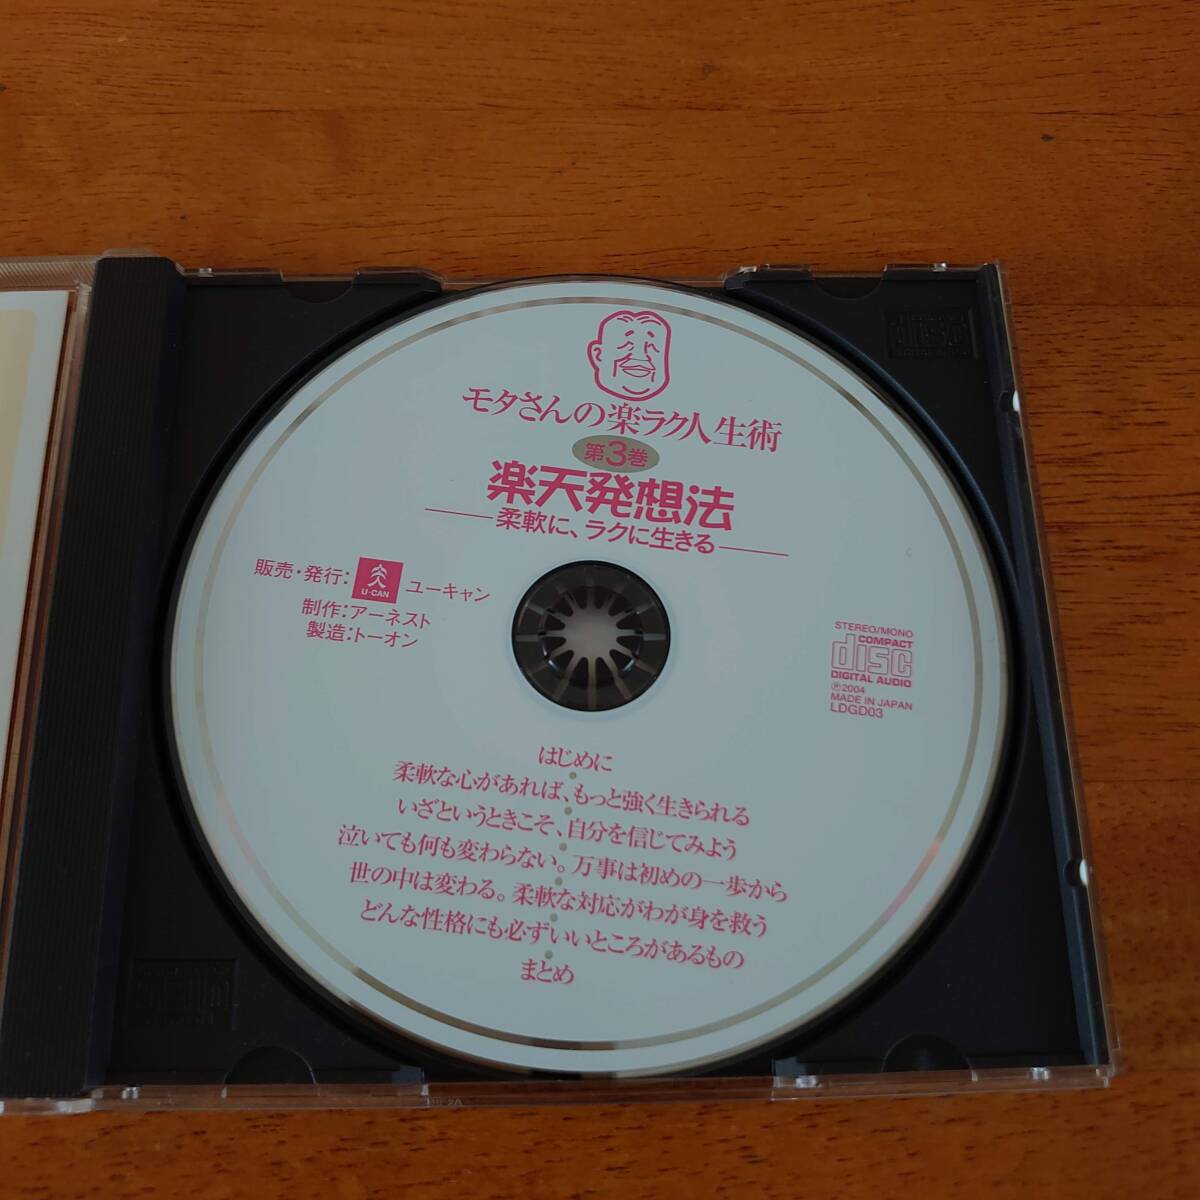 モタさんの楽ラク人生術
第3巻
楽天発想法
柔軟に、ラクに生きる
販売・発行: U-CAN ユーキャン
制作:アーネスト
製造:トーオン
STEREO/MONO
COMPACT
disc
DIGITAL AUDIO
℗2004
MADE IN JAPAN
LDGD03
はじめに
柔軟な心があれば、もっと強く生きられる
いざというときこそ、自分を信じてみよう
泣いても何も変わらない。万事は初めの一歩から
世の中は変わる。柔軟な対応がわが身を救う
どんな性格にも必ずいいところがあるもの
まとめ